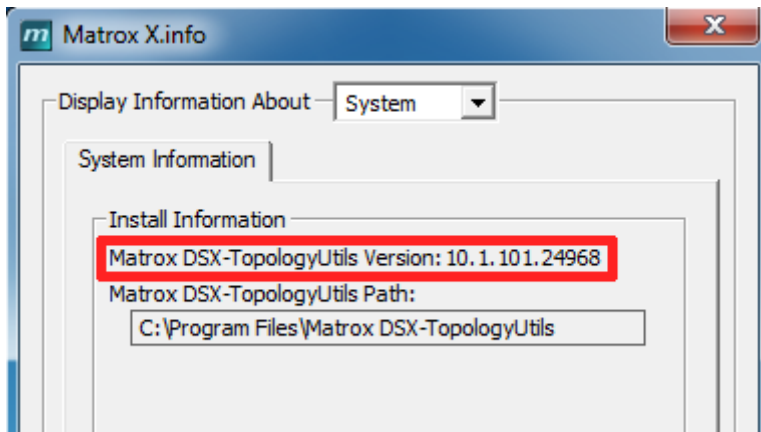 m Matrox X.info
X
Display Information About System
System Information
Install Information
Matrox DSX-TopologyUtils Version: 10.1.101.24968
Matrox DSX-TopologyUtils Path:
C:\Program Files\Matrox DSX-TopologyUtils